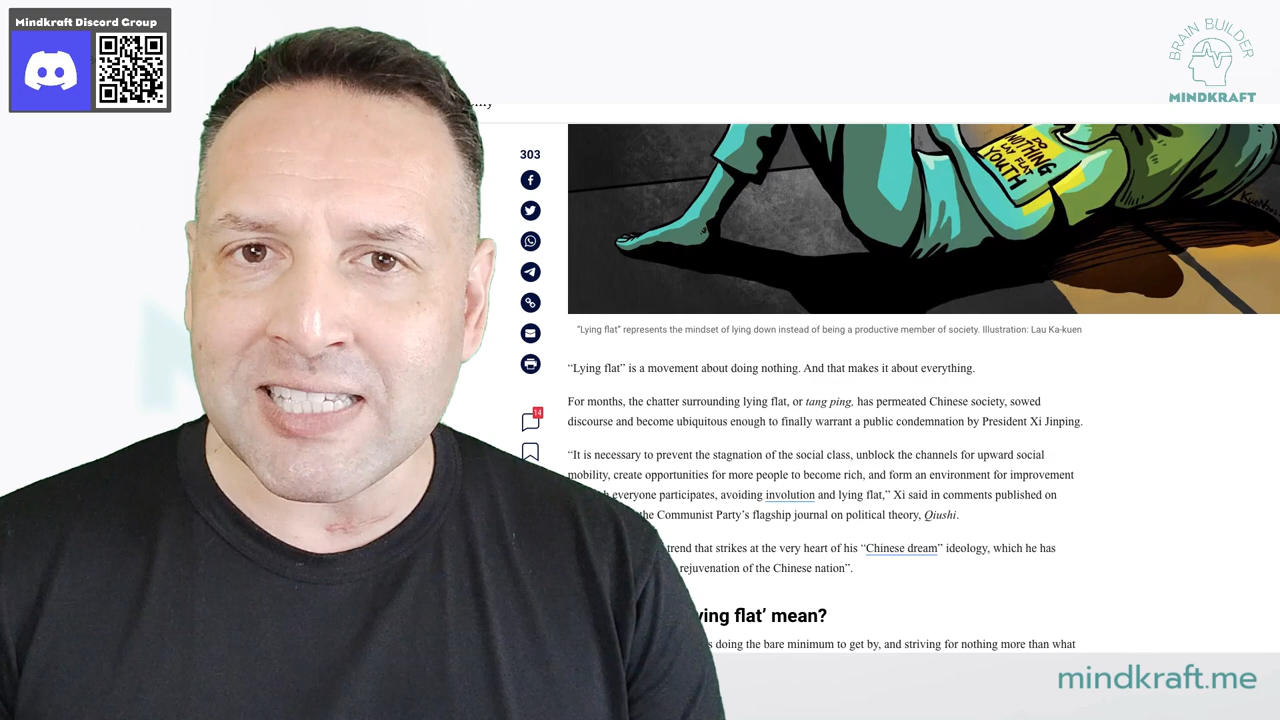 Mindkraft Discord Group
BRAIN BUILDER
MINDKRAFT
303
DO
NOTHING
LAY FLAT
YOUTH
“Lying flat” represents the mindset of lying down instead of being a productive member of society. Illustration: Lau Ka-kuen
“Lying flat” is a movement about doing nothing. And that makes it about everything.
For months, the chatter surrounding lying flat, or tang ping, has permeated Chinese society, sowed
discourse and become ubiquitous enough to finally warrant a public condemnation by President Xi Jinping.
14
“It is necessary to prevent the stagnation of the social class, unblock the channels for upward social
mobility, create opportunities for more people to become rich, and form an environment for improvement
everyone participates, avoiding involution and lying flat,” Xi said in comments published on
the Communist Party’s flagship journal on political theory, Qiushi.
trend that strikes at the very heart of his “Chinese dream” ideology, which he has
rejuvenation of the Chinese nation”.
ying flat’ mean?
s doing the bare minimum to get by, and striving for nothing more than what
mindkraft.me